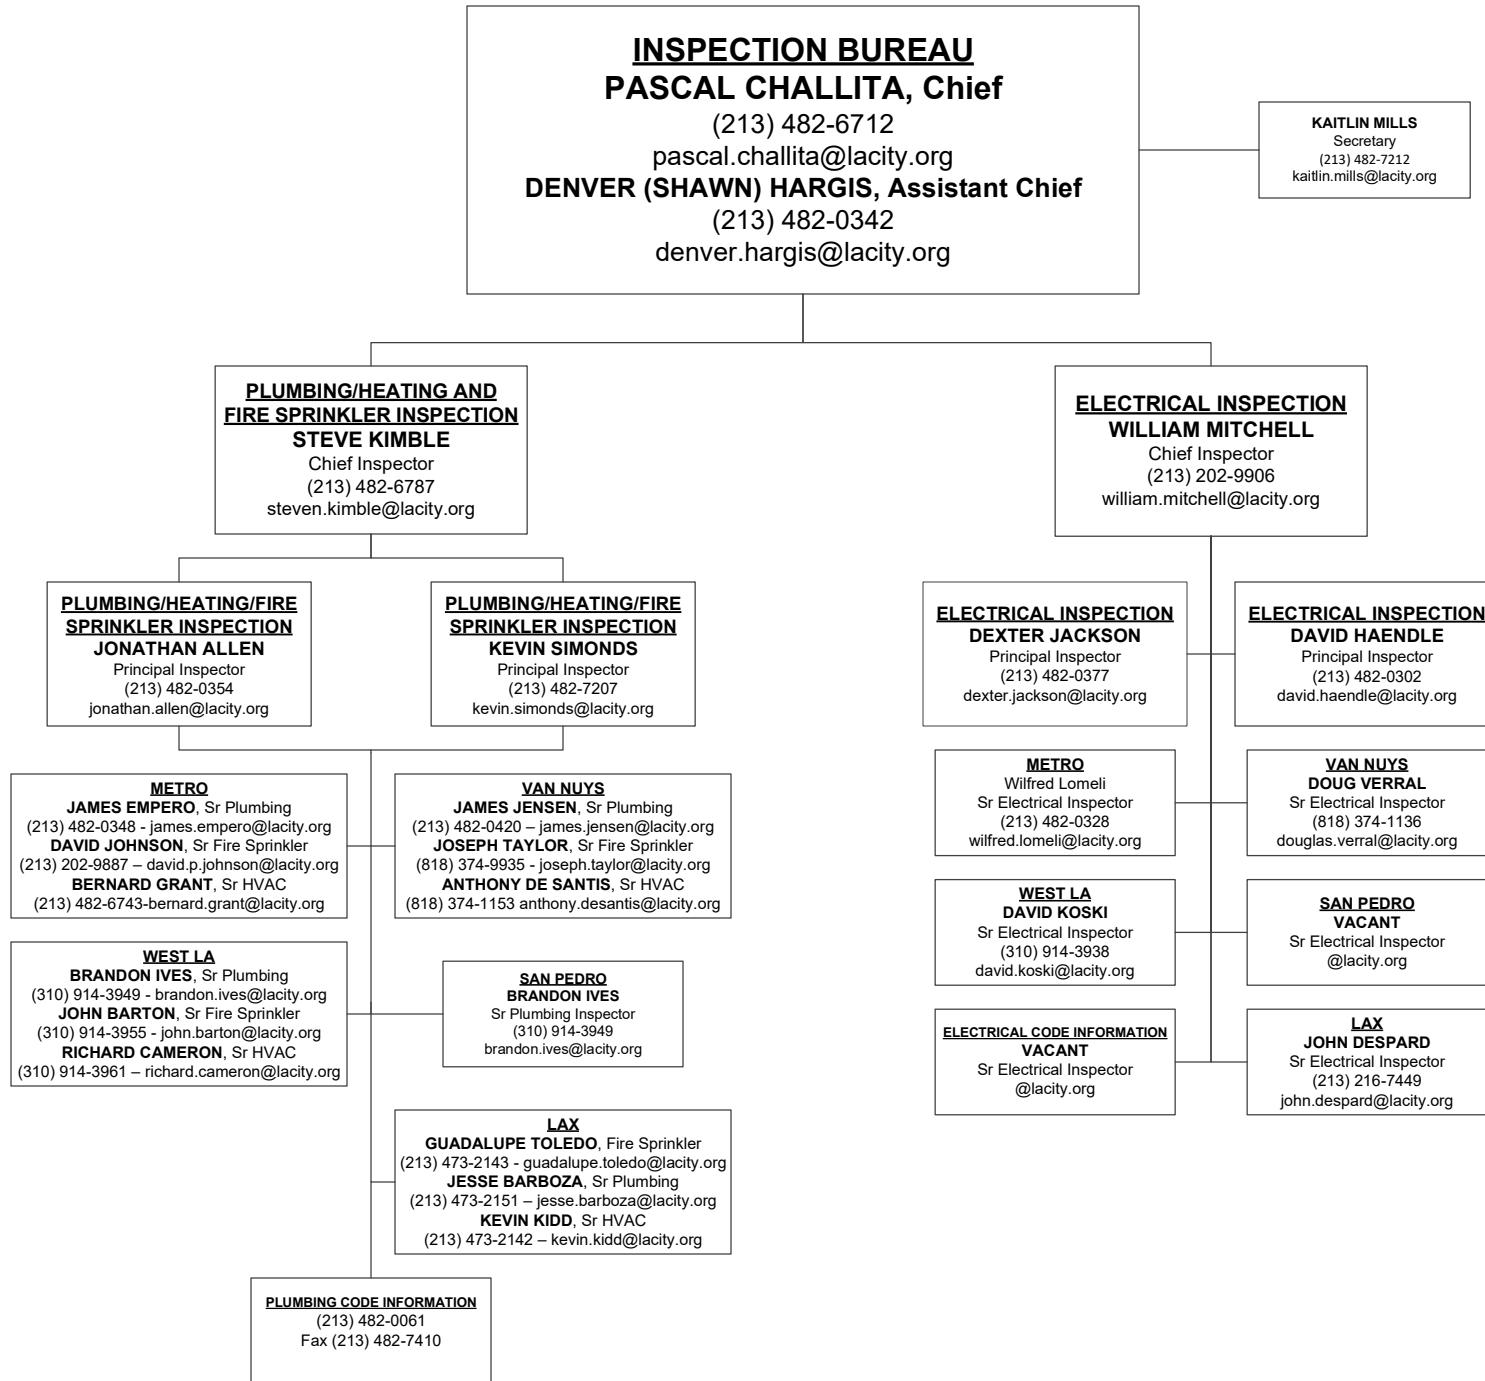 INSPECTION BUREAU
PASCAL CHALLITA, Chief
(213) 482-6712
pascal.challita@lacity.org
DENVER (SHAWN) HARGIS, Assistant Chief
(213) 482-0342
denver.hargis@lacity.org
KAITLIN MILLS
Secretary
(213) 482-7212
kaitlin.mills@lacity.org
PLUMBING/HEATING AND
FIRE SPRINKLER INSPECTION
STEVE KIMBLE
Chief Inspector
(213) 482-6787
steven.kimble@lacity.org
ELECTRICAL INSPECTION
WILLIAM MITCHELL
Chief Inspector
(213) 202-9906
william.mitchell@lacity.org
PLUMBING/HEATING/FIRE
SPRINKLER INSPECTION
JONATHAN ALLEN
Principal Inspector
(213) 482-0354
jonathan.allen@lacity.org
PLUMBING/HEATING/FIRE
SPRINKLER INSPECTION
KEVIN SIMONDS
Principal Inspector
(213) 482-7207
kevin.simonds@lacity.org
ELECTRICAL INSPECTION
DEXTER JACKSON
Principal Inspector
(213) 482-0377
dexter.jackson@lacity.org
ELECTRICAL INSPECTION
DAVID HAENDLE
Principal Inspector
(213) 482-0302
david.haendle@lacity.org
METRO
JAMES EMPERO, Sr Plumbing
(213) 482-0348 - james.empero@lacity.org
DAVID JOHNSON, Sr Fire Sprinkler
(213) 202-9887 – david.p.johnson@lacity.org
BERNARD GRANT, Sr HVAC
(213) 482-6743-bernard.grant@lacity.org
VAN NUYS
JAMES JENSEN, Sr Plumbing
(213) 482-0420 – james.jensen@lacity.org
JOSEPH TAYLOR, Sr Fire Sprinkler
(818) 374-9935 - joseph.taylor@lacity.org
ANTHONY DE SANTIS, Sr HVAC
(818) 374-1153 anthony.desantis@lacity.org
METRO
Wilfred Lomeli
Sr Electrical Inspector
(213) 482-0328
wilfred.lomeli@lacity.org
VAN NUYS
DOUG VERRAL
Sr Electrical Inspector
(818) 374-1136
douglas.verral@lacity.org
WEST LA
BRANDON IVES, Sr Plumbing
(310) 914-3949 - brandon.ives@lacity.org
JOHN BARTON, Sr Fire Sprinkler
(310) 914-3955 - john.barton@lacity.org
RICHARD CAMERON, Sr HVAC
(310) 914-3961 – richard.cameron@lacity.org
SAN PEDRO
BRANDON IVES
Sr Plumbing Inspector
(310) 914-3949
brandon.ives@lacity.org
WEST LA
DAVID KOSKI
Sr Electrical Inspector
(310) 914-3938
david.koski@lacity.org
SAN PEDRO
VACANT
Sr Electrical Inspector
@lacity.org
ELECTRICAL CODE INFORMATION
VACANT
Sr Electrical Inspector
@lacity.org
LAX
JOHN DESPARD
Sr Electrical Inspector
(213) 216-7449
john.despard@lacity.org
LAX
GUADALUPE TOLEDO, Fire Sprinkler
(213) 473-2143 - guadalupe.toledo@lacity.org
JESSE BARBOZA, Sr Plumbing
(213) 473-2151 – jesse.barboza@lacity.org
KEVIN KIDD, Sr HVAC
(213) 473-2142 – kevin.kidd@lacity.org
PLUMBING CODE INFORMATION
(213) 482-0061
Fax (213) 482-7410